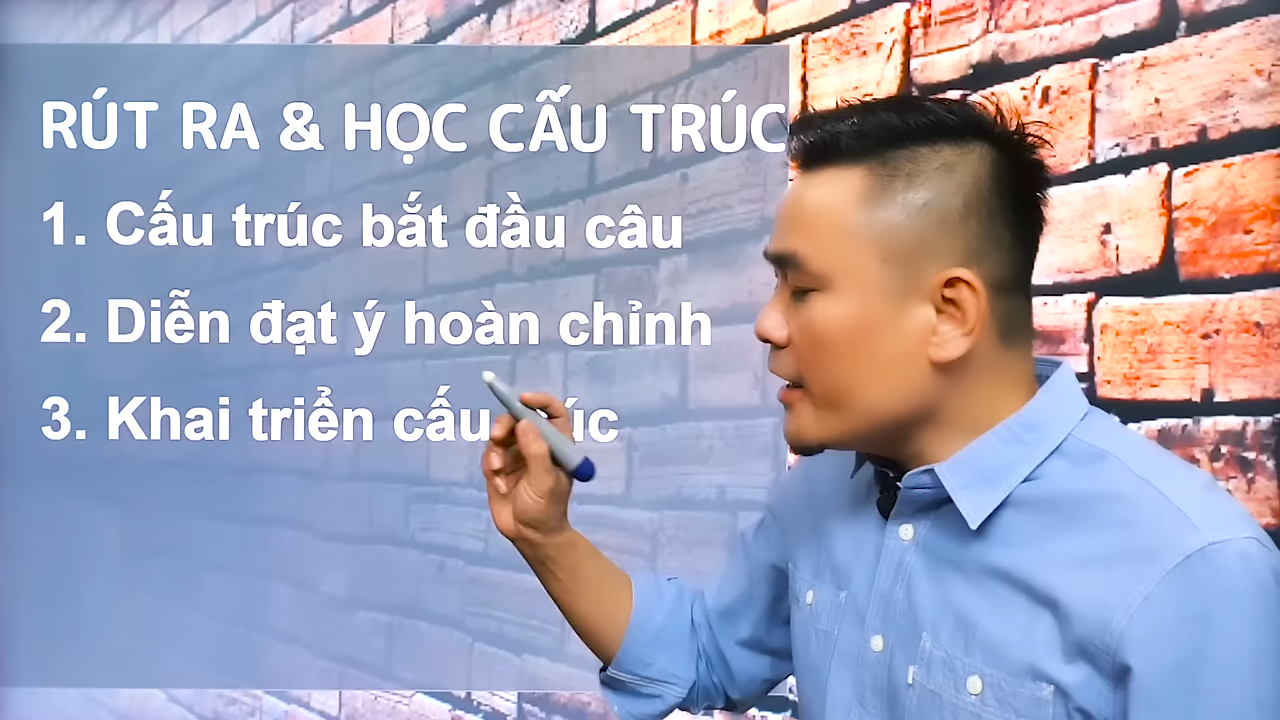 RÚT RA & HỌC CẤU TRÚC
1. Cấu trúc bắt đầu câu
2. Diễn đạt ý hoàn chỉnh
3. Khai triển cấu